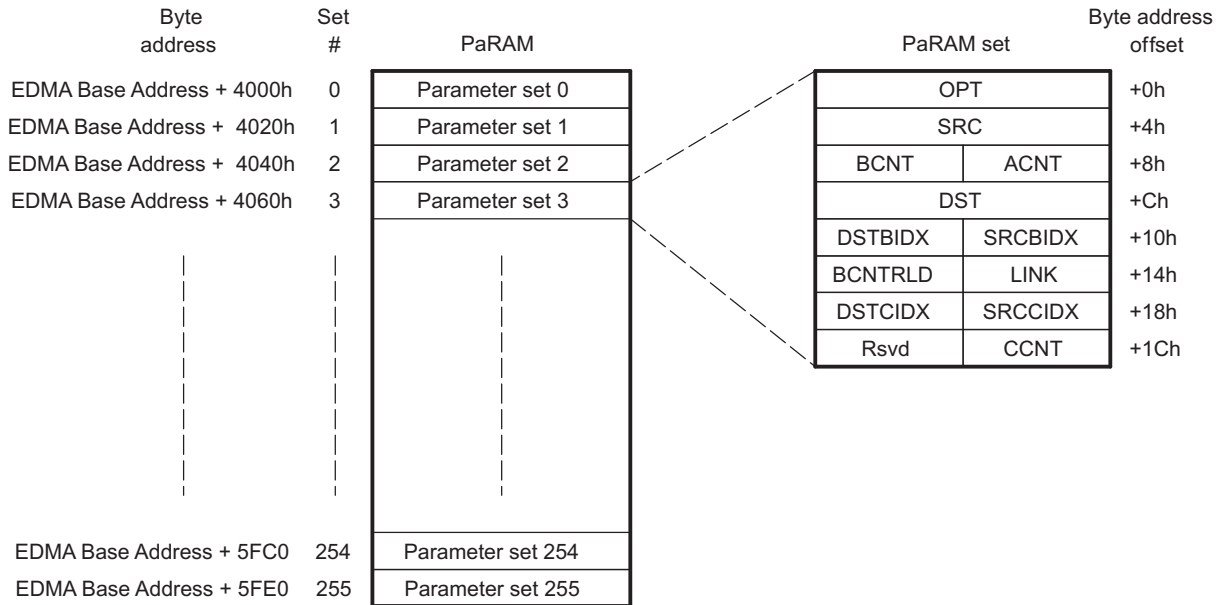 Byte address
Set #
PaRAM
EDMA Base Address + 4000h 0 Parameter set 0
EDMA Base Address + 4020h 1 Parameter set 1
EDMA Base Address + 4040h 2 Parameter set 2
EDMA Base Address + 4060h 3 Parameter set 3
EDMA Base Address + 5FC0 254 Parameter set 254
EDMA Base Address + 5FE0 255 Parameter set 255
PaRAM set
Byte address offset
OPT +0h
SRC +4h
BCNT ACNT +8h
DST +Ch
DSTBIDX SRCBIDX +10h
BCNTRLD LINK +14h
DSTCIDX SRCCIDX +18h
Rsvd CCNT +1Ch